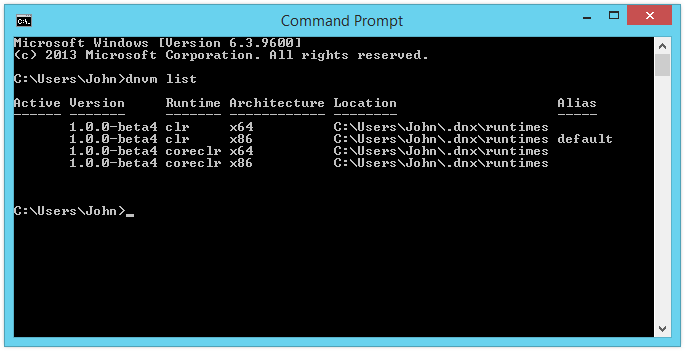 Command Prompt
Microsoft Windows [Version 6.3.9600]
(c) 2013 Microsoft Corporation. All rights reserved.
C:\Users\John>dnvm list
Active Version     Runtime Architecture Location                    Alias
------ -------     ------- ------------ --------                    -----
       1.0.0-beta4 clr     x64          C:\Users\John\.dnx\runtimes
       1.0.0-beta4 clr     x86          C:\Users\John\.dnx\runtimes default
       1.0.0-beta4 coreclr x64          C:\Users\John\.dnx\runtimes
       1.0.0-beta4 coreclr x86          C:\Users\John\.dnx\runtimes
C:\Users\John>_